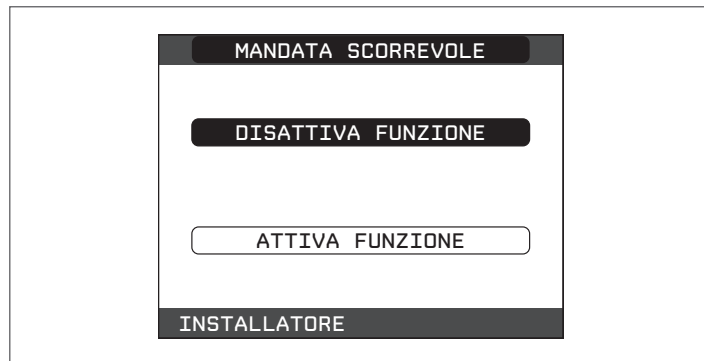 MANDATA SCORREVOLE
DISATTIVA FUNZIONE
ATTIVA FUNZIONE
INSTALLATORE